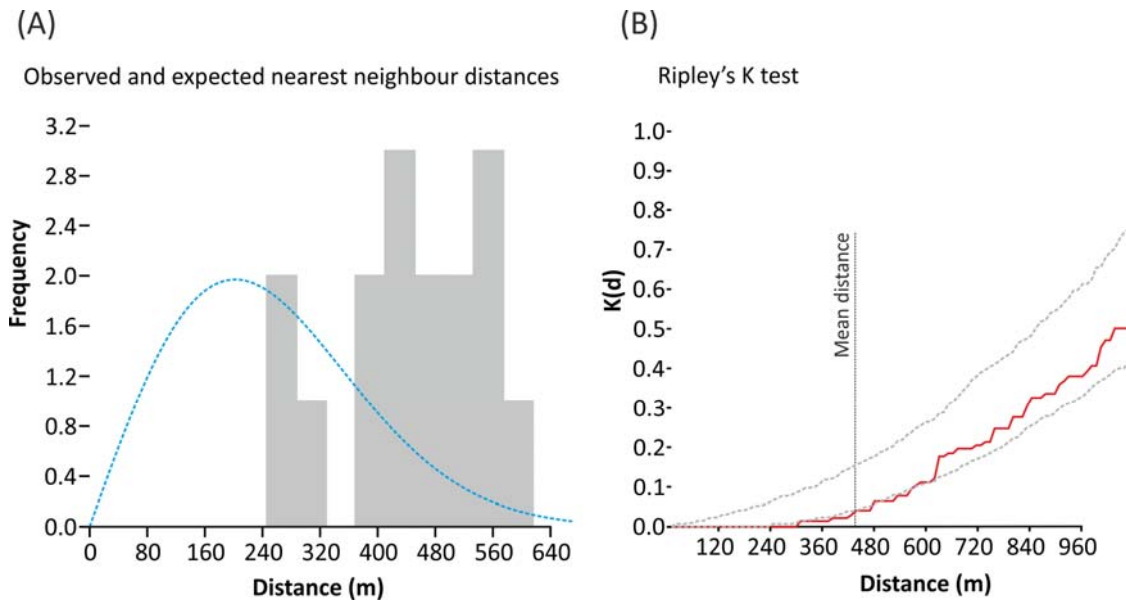 (A)
Observed and expected nearest neighbour distances
3.2
2.8
2.4
2.0
1.6
1.2
0.8
0.4
0.0
Frequency
0 80 160 240 320 400 480 560 640
Distance (m)
(B)
Ripley's K test
1.0
0.9
0.8
0.7
0.6
0.5
0.4
0.3
0.2
0.1
0.0
K(d)
Mean distance
120 240 360 480 600 720 840 960
Distance (m)